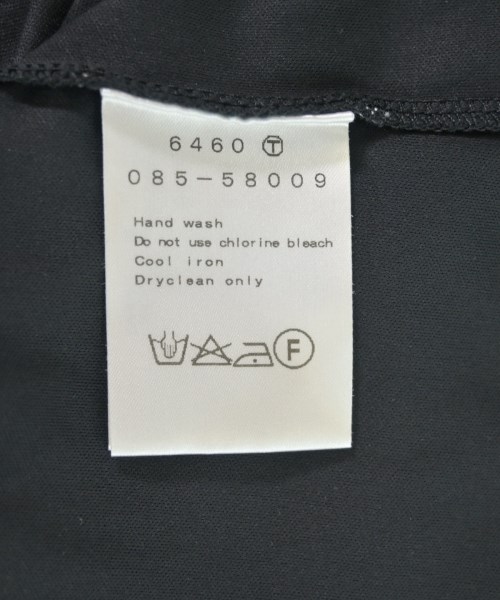 6460 Ⓣ
085-58009
Hand wash
Do not use chlorine bleach
Cool iron
Dryclean only
F